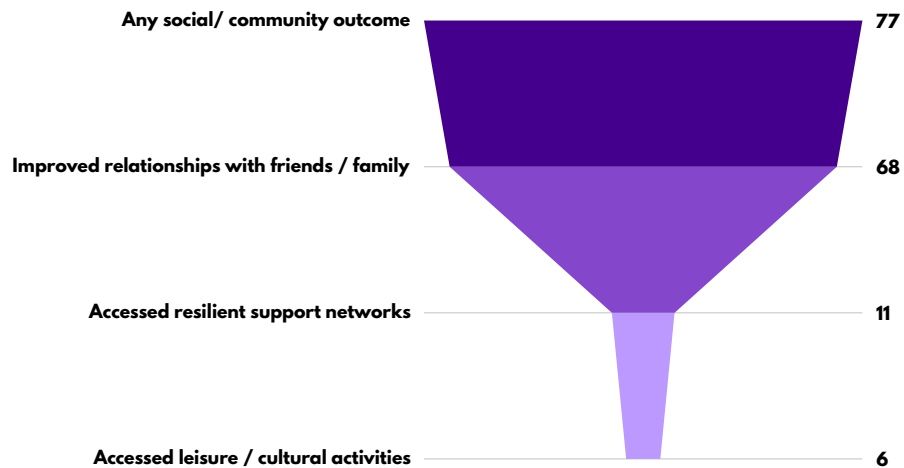 Any social/ community outcome 77
Improved relationships with friends / family 68
Accessed resilient support networks 11
Accessed leisure / cultural activities 6